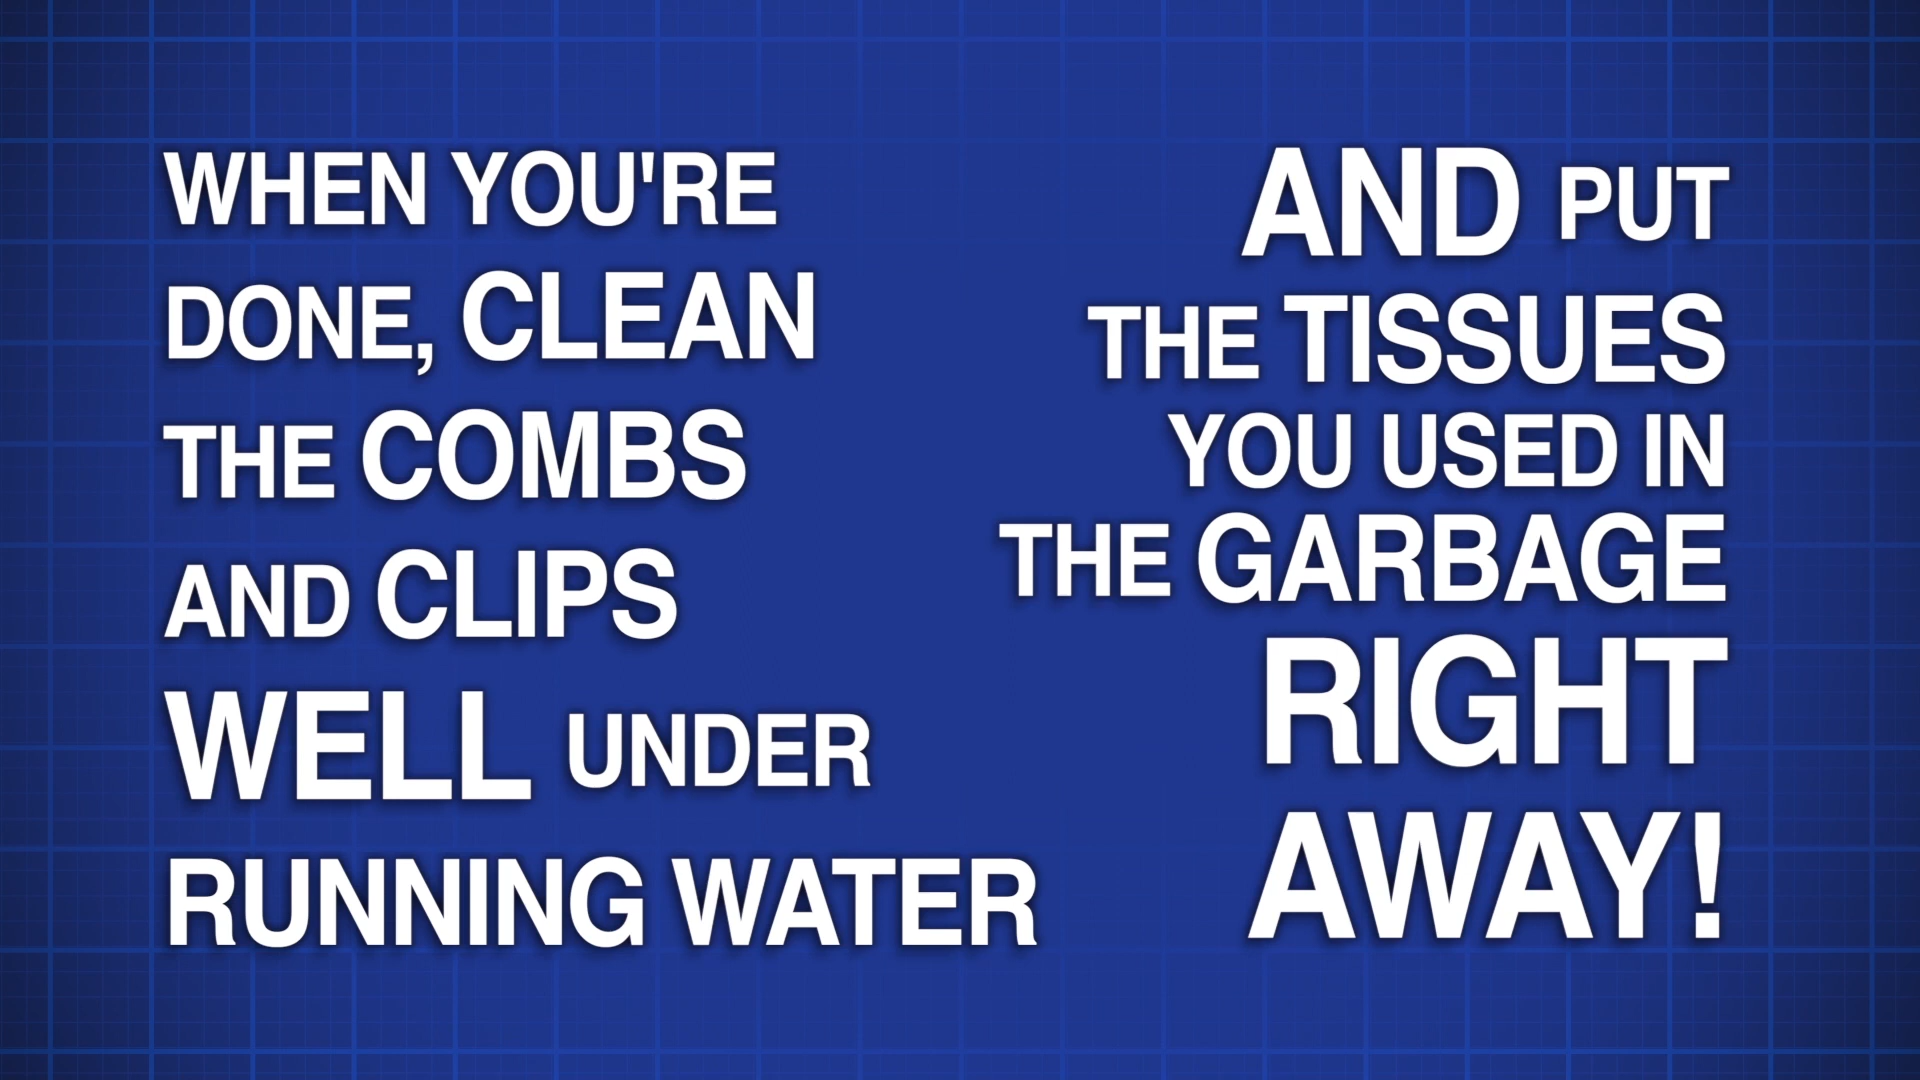 WHEN YOU'RE
DONE, CLEAN
THE COMBS
AND CLIPS
WELL UNDER
RUNNING WATER
AND PUT
THE TISSUES
YOU USED IN
THE GARBAGE
RIGHT
AWAY!